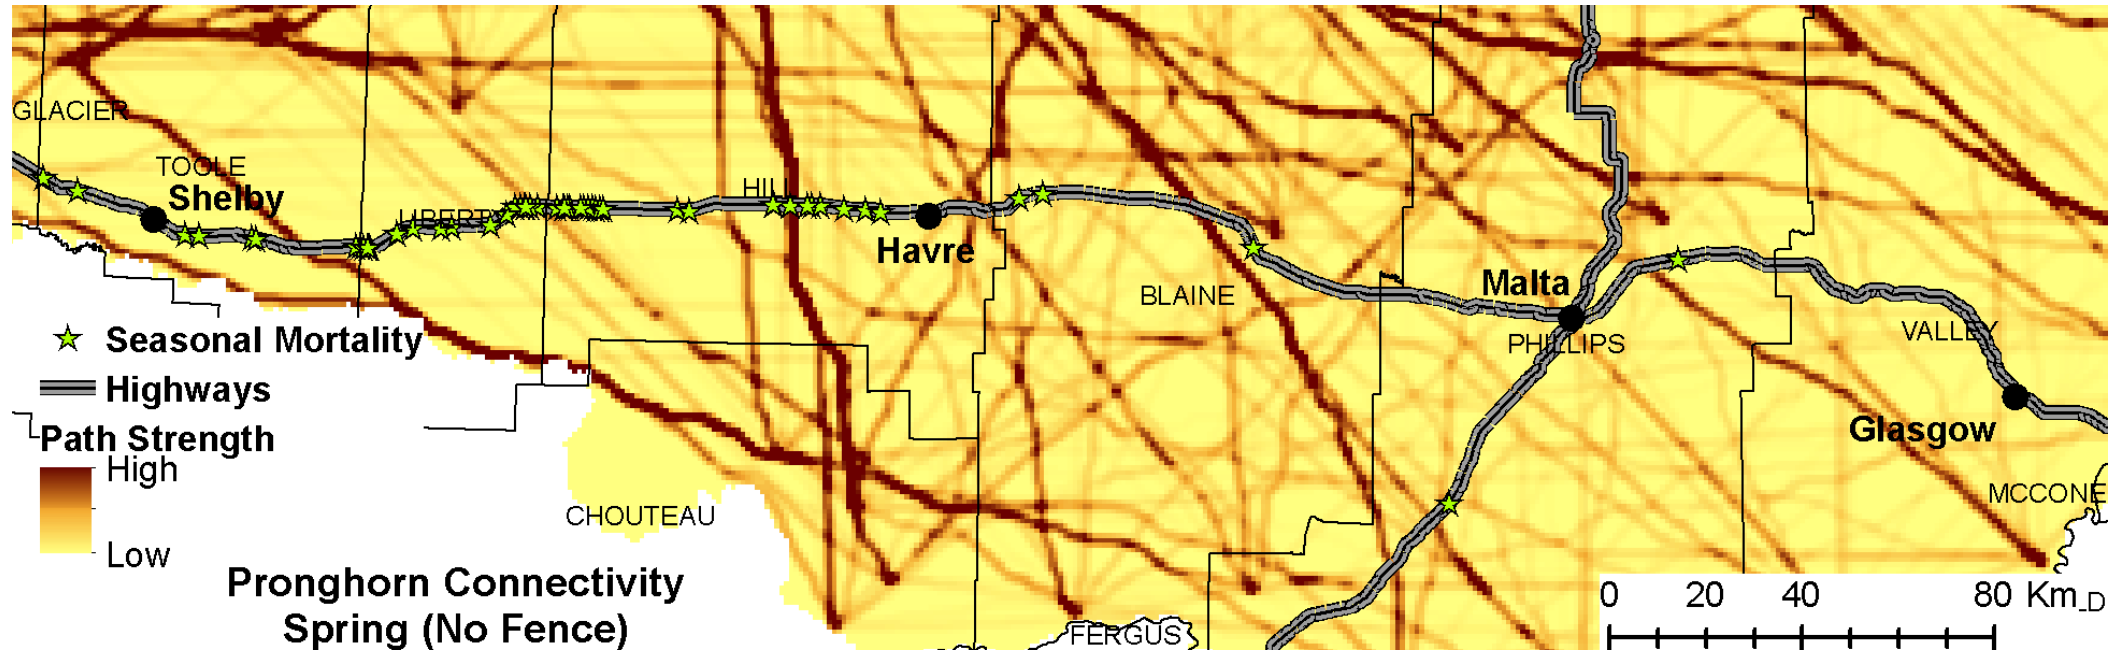 GLACIER
TOOLE
Shelby
LIBERTY
HILL
Havre
BLAINE
Malta
PHILLIPS
VALLEY
Glasgow
MCCONE
CHOUTEAU
FERGUS
Seasonal Mortality
Highways
Path Strength
High
Low
Pronghorn Connectivity
Spring (No Fence)
0 20 40 80 Km
D